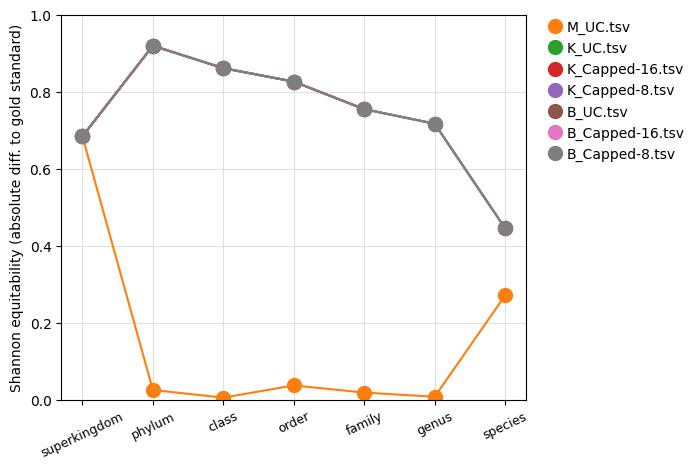 Shannon equitability (absolute diff. to gold standard)
1.0
0.8
0.6
0.4
0.2
0.0
superkingdom
phylum
class
order
family
genus
species
M_UC.tsv
K_UC.tsv
K_Capped-16.tsv
K_Capped-8.tsv
B_UC.tsv
B_Capped-16.tsv
B_Capped-8.tsv